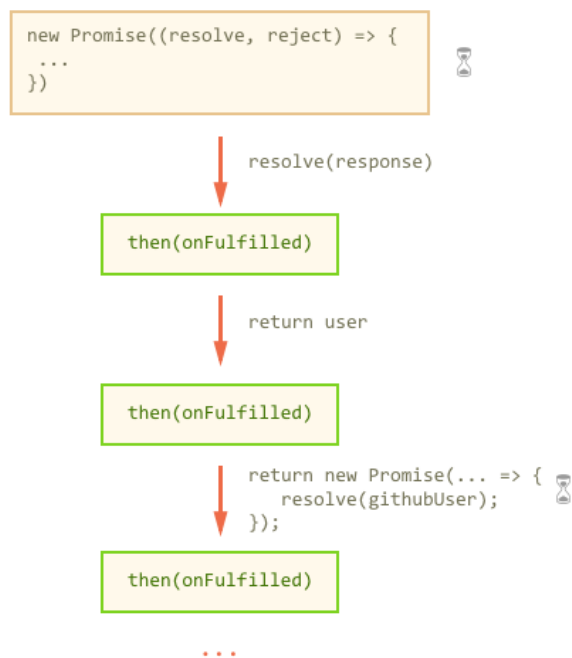 new Promise((resolve, reject) => {
...
})
resolve(response)
then(onFulfilled)
return user
then(onFulfilled)
return new Promise(... => {
resolve(githubUser);
});
then(onFulfilled)
...